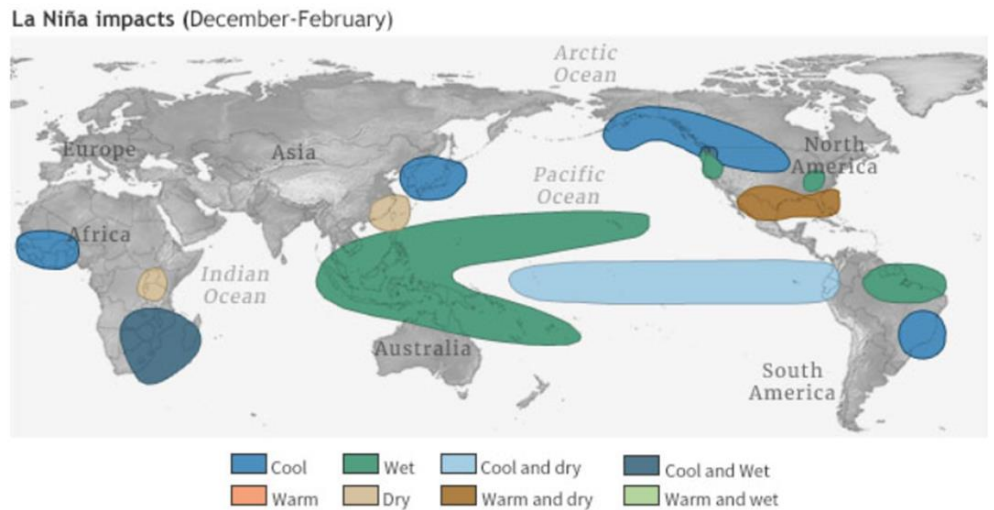 La Niña impacts (December-February)
Arctic
Ocean
Europe
Asia
North
America
Pacific
Ocean
Africa
Indian
Ocean
Australia
South
America
Cool
Wet
Cool and dry
Cool and Wet
Warm
Dry
Warm and dry
Warm and wet